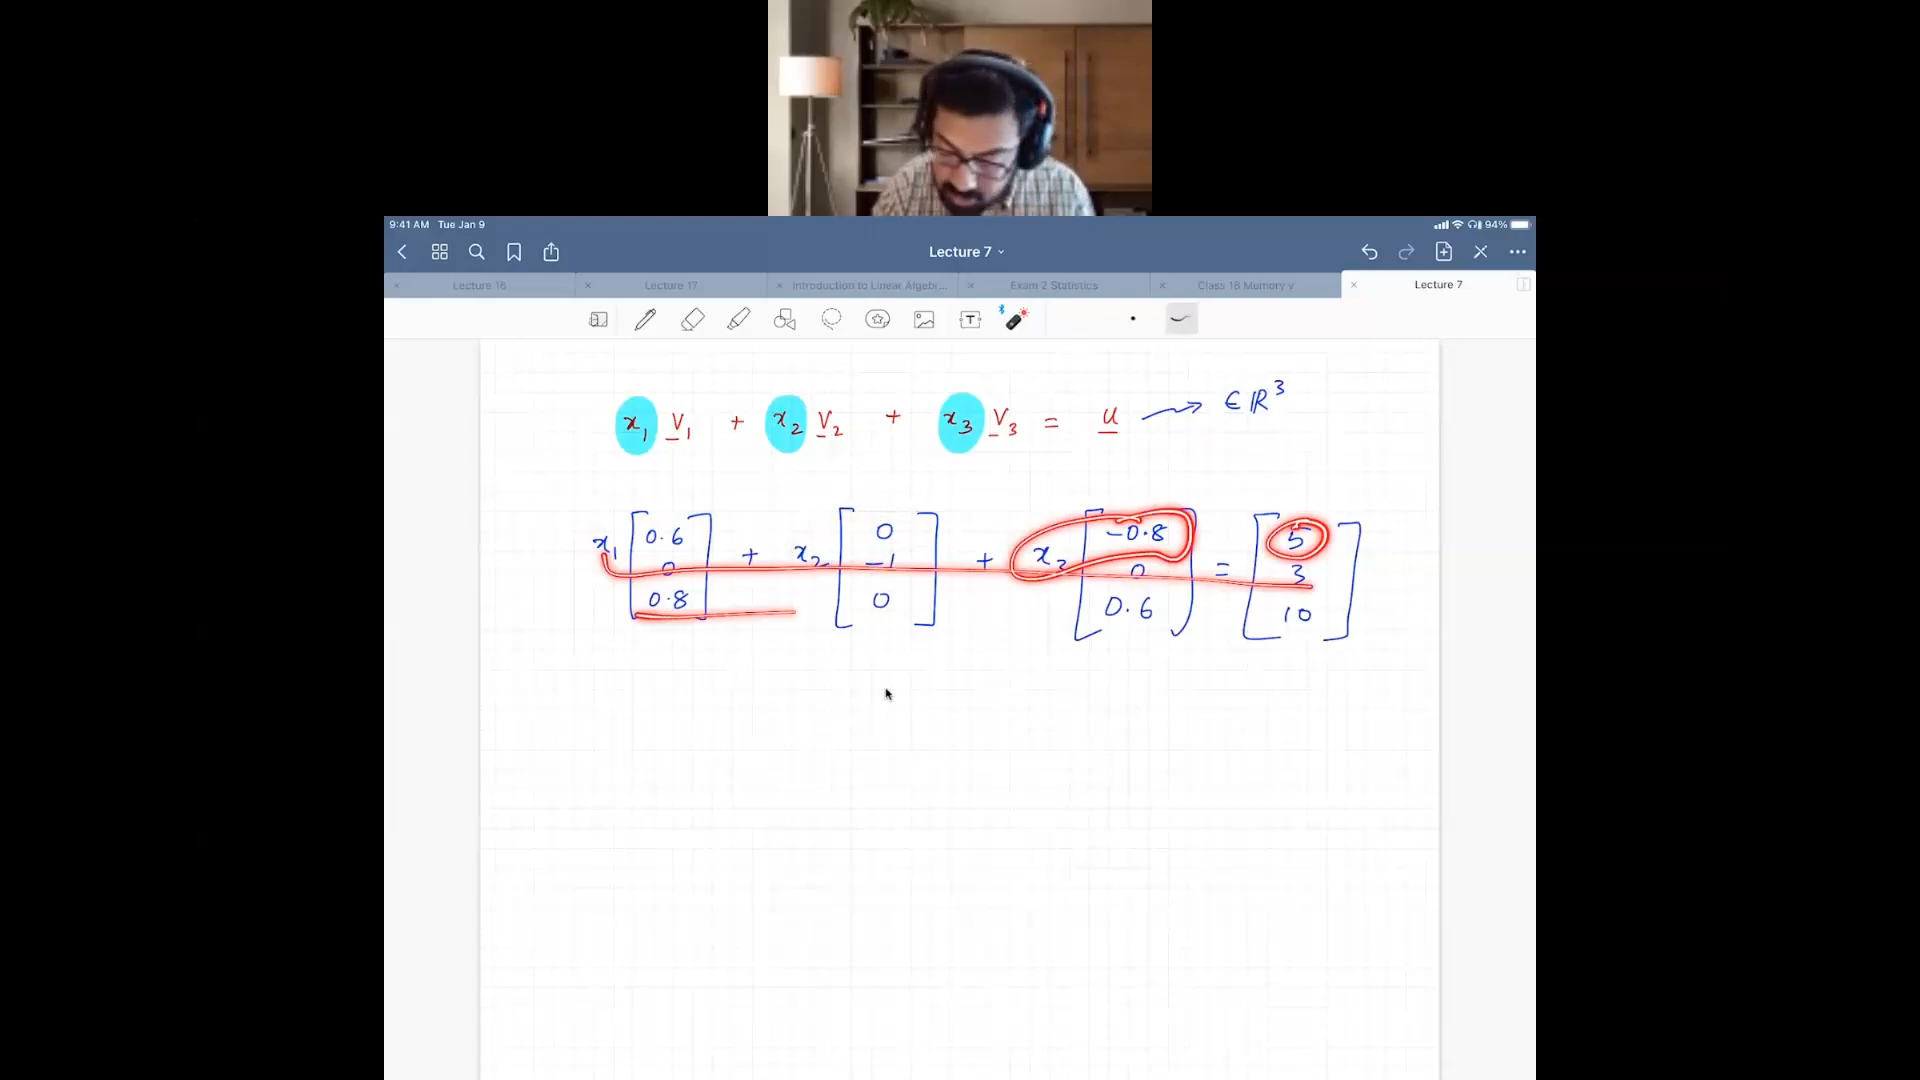 9:41 AM Tue Jan 9 94%
Lecture 7
Lecture 16 Lecture 17 Introduction to Linear Algebr... Exam 2 Statistics Class 16 Memory v Lecture 7
x₁ v₁ + x₂ v₂ + x₃ v₃ = u → ∈ ℝ³
x₁ [0.6 0 0.8] + x₂ [0 -1 0] + x₂ [-0.8 0 0.6] = [5 3 10]